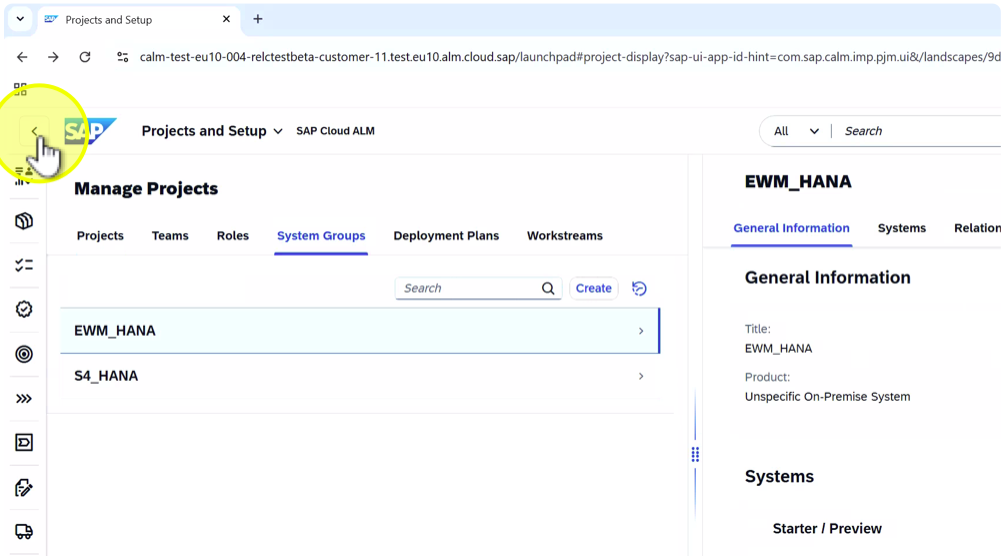 Projects and Setup
calm-test-eu10-004-relctestbeta-customer-11.test.eu10.alm.cloud.sap/launchpad#project-display?sap-ui-app-id-hint=com.sap.calm.imp.pjm.ui&/landscapes/9d
SAP Projects and Setup SAP Cloud ALM All Search
Manage Projects
Projects Teams Roles System Groups Deployment Plans Workstreams
Search Create
EWM_HANA
S4_HANA
EWM_HANA
General Information Systems Relation
General Information
Title:
EWM_HANA
Product:
Unspecific On-Premise System
Systems
Starter / Preview